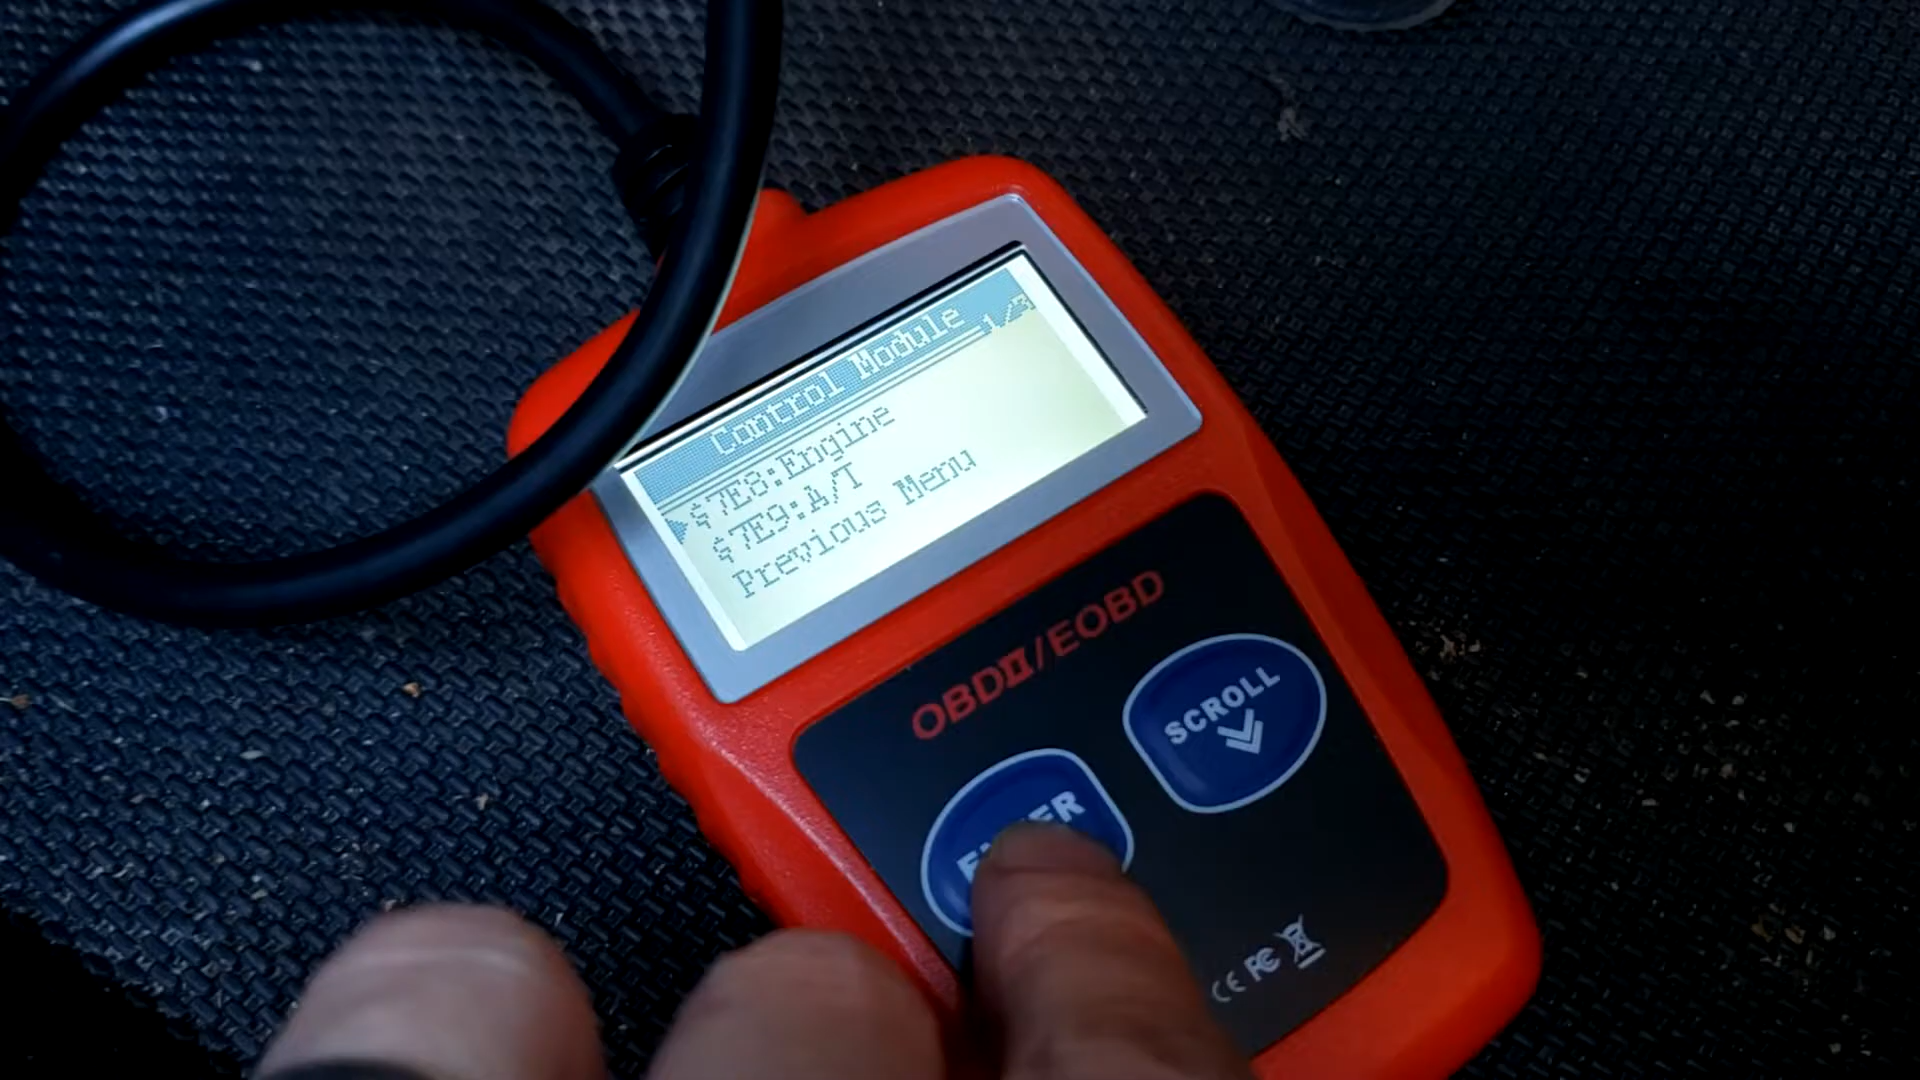 Control Module 1/3
$7E8:Engine
$7E9:A/T
Previous Menu
OBDII/EOBD
SCROLL
ENTER
CE FC